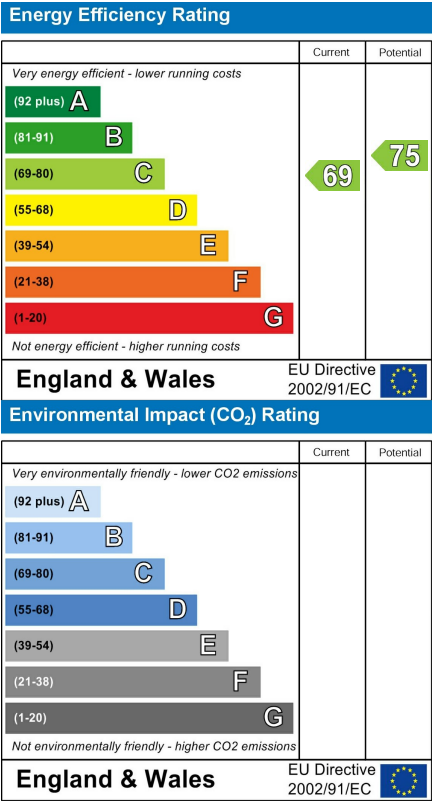 Energy Efficiency Rating
Current Potential
Very energy efficient - lower running costs
(92 plus) A
(81-91) B
(69-80) C
(55-68) D
(39-54) E
(21-38) F
(1-20) G
69
75
Not energy efficient - higher running costs
England & Wales
EU Directive
2002/91/EC
Environmental Impact (CO₂) Rating
Current Potential
Very environmentally friendly - lower CO2 emissions
(92 plus) A
(81-91) B
(69-80) C
(55-68) D
(39-54) E
(21-38) F
(1-20) G
Not environmentally friendly - higher CO2 emissions
England & Wales
EU Directive
2002/91/EC